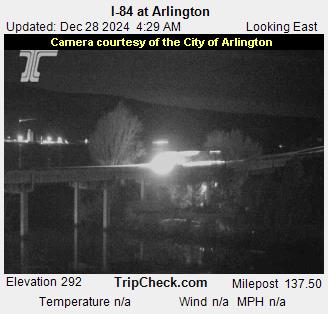 I-84 at Arlington
Updated: Dec 28 2024 4:29 AM Looking East
Camera courtesy of the City of Arlington
Elevation 292 TripCheck.com Milepost 137.50
Temperature n/a Wind n/a MPH n/a